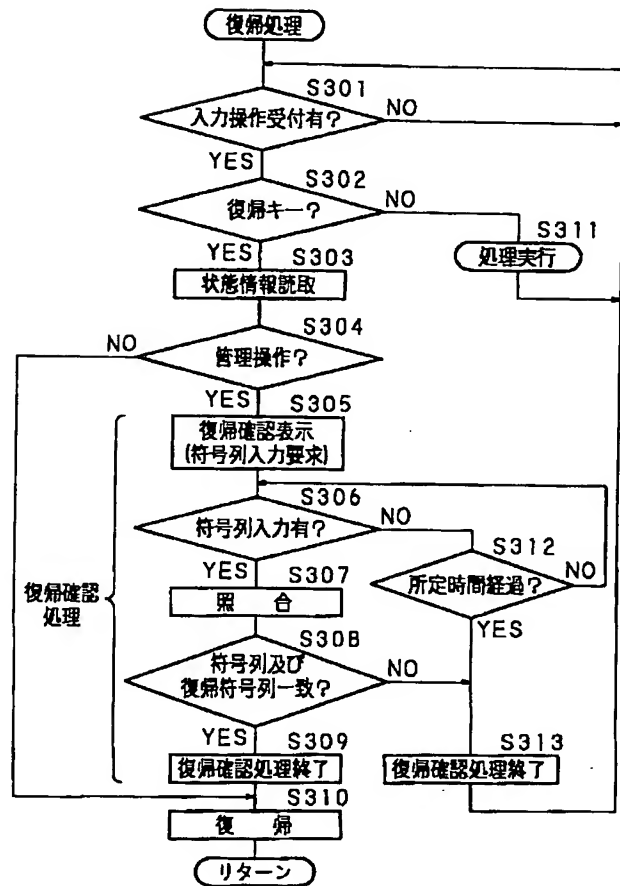 復帰処理
S301
入力操作受付有?
NO
YES
S302
復帰キー?
NO
S311
処理実行
YES
S303
状態情報読取
S304
NO
管理操作?
YES
S305
復帰確認表示
(符号列入力要求)
S306
符号列入力有?
NO
S312
所定時間経過?
NO
YES
YES
S307
照 合
復帰確認
処理
S308
符号列及び
復帰符号列一致?
NO
YES
S309
復帰確認処理終了
S313
復帰確認処理終了
S310
復 帰
リターン